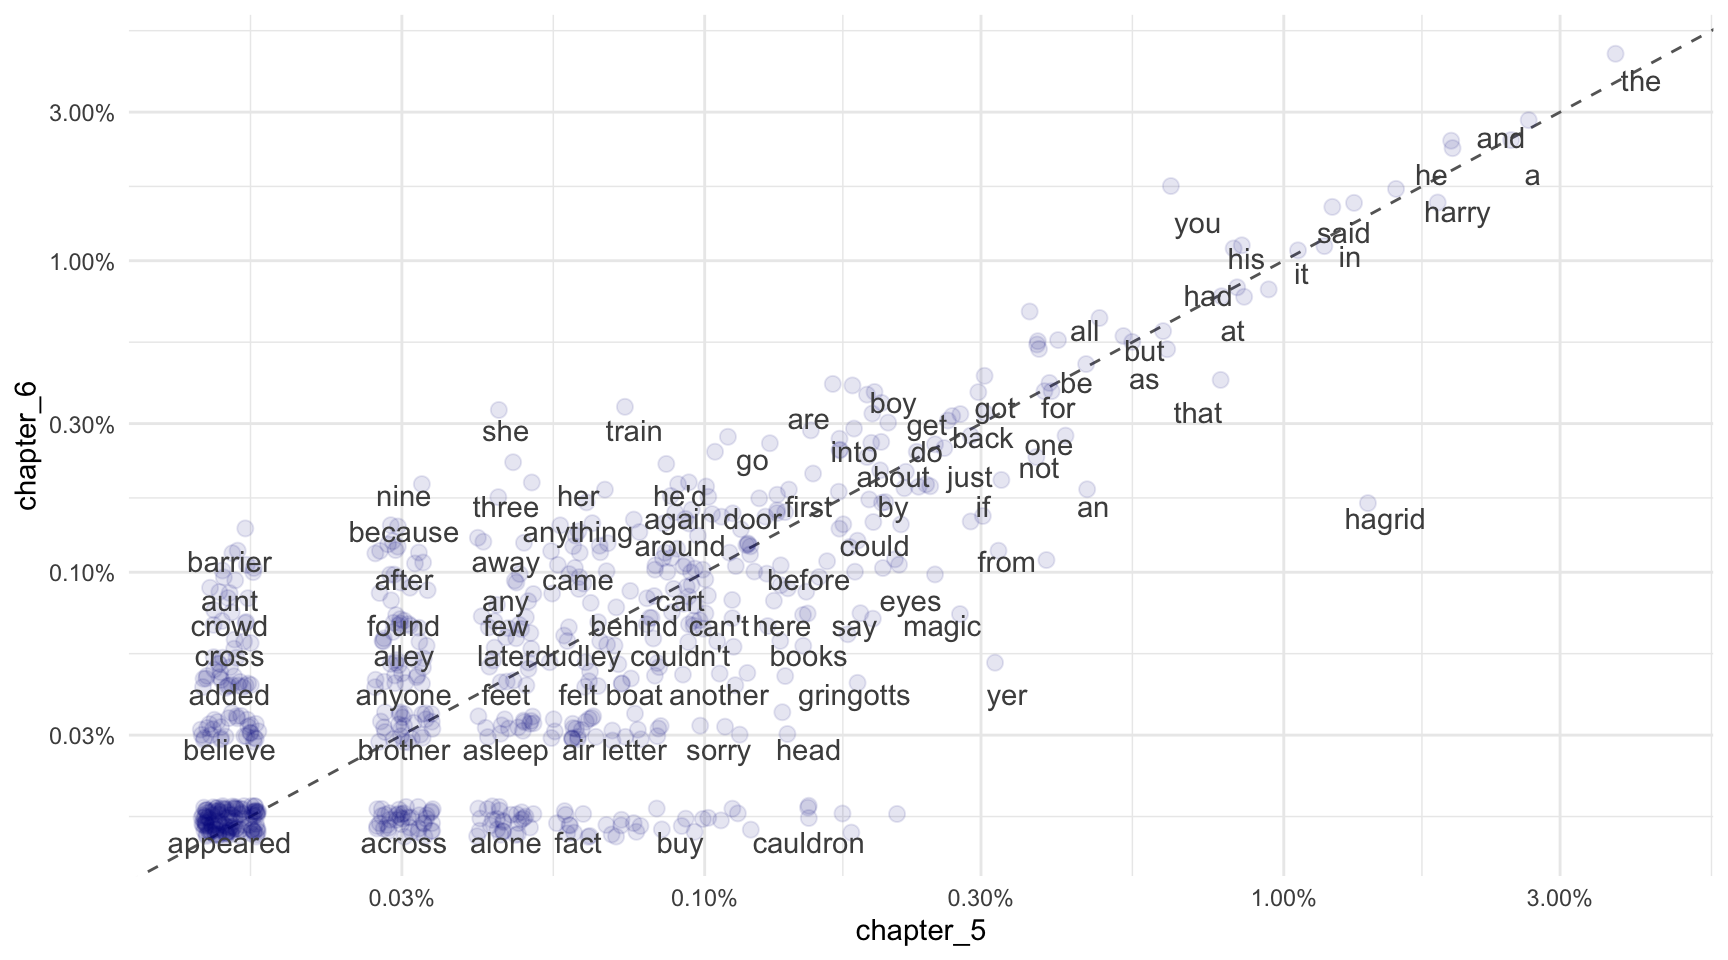 the
3.00%
and
he
a
harry
you
said
his
in
1.00%
it
had
all
at
but
be
as
boy
got
for
that
are
0.30%
she
train
get
back
one
go
into
do
not
about
just
nine
her
he'd
three
first
by
if
an
again
door
hagrid
because
anything
around
could
barrier
away
from
0.10%
after
came
before
aunt
any
cart
eyes
crowd
found
few
behind
can't
here
say
magic
cross
alley
later
dudley
couldn't
books
added
anyone
feet
felt
boat
another
gringotts
yer
0.03%
believe
brother
asleep
air
letter
sorry
head
appeared
across
alone
fact
buy
cauldron
chapter_6
0.03%
0.10%
0.30%
1.00%
3.00%
chapter_5